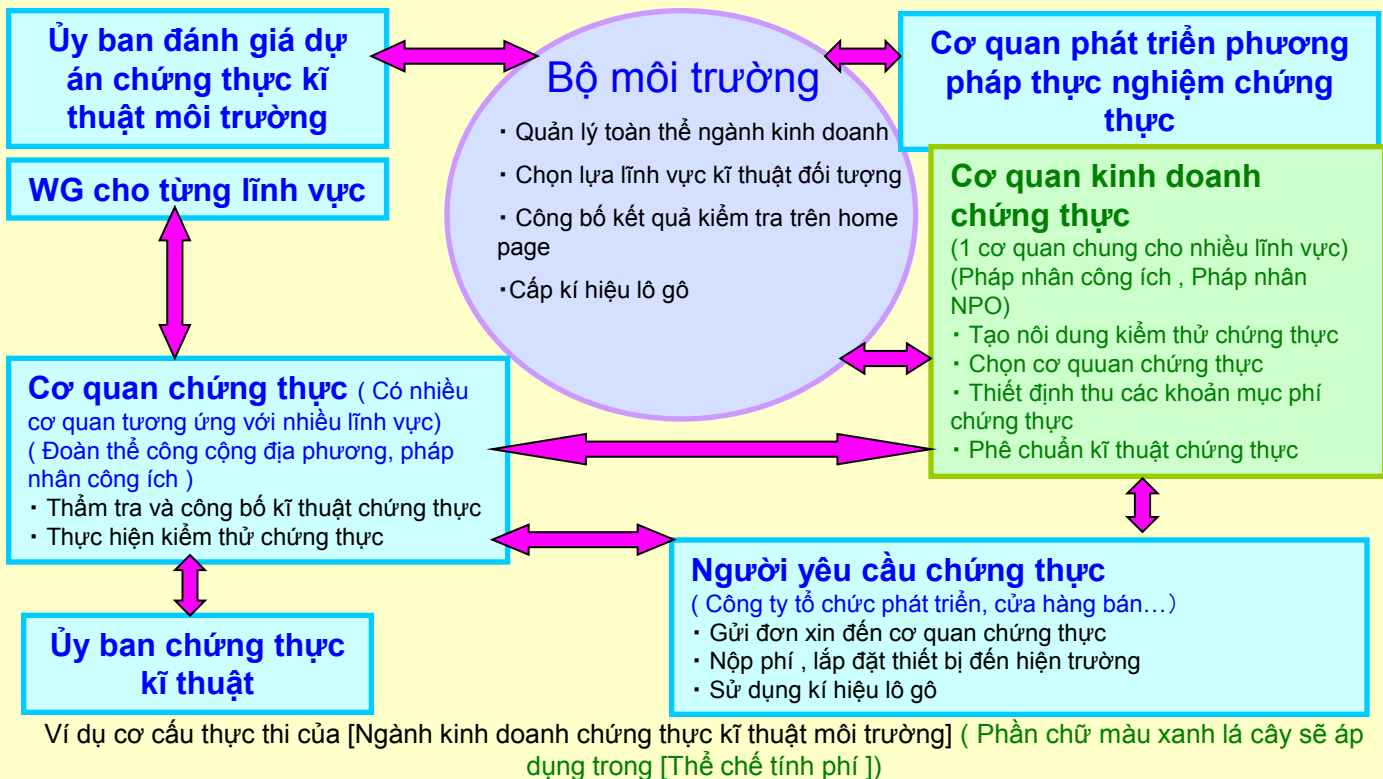 Ủy ban đánh giá dự
án chứng thực kĩ
thuật môi trường
WG cho từng lĩnh vực
Bộ môi trường
・Quản lý toàn thể ngành kinh doanh
・Chọn lựa lĩnh vực kĩ thuật đối tượng
・Công bố kết quả kiểm tra trên home
page
・Cấp kí hiệu lô gô
Cơ quan phát triển phương
pháp thực nghiệm chứng
thực
Cơ quan kinh doanh
chứng thực
(1 cơ quan chung cho nhiều lĩnh vực)
(Pháp nhân công ích , Pháp nhân
NPO)
・Tạo nôi dung kiểm thử chứng thực
・Chọn cơ quuan chứng thực
・Thiết định thu các khoản mục phí
chứng thực
・Phê chuẩn kĩ thuật chứng thực
Cơ quan chứng thực ( Có nhiều
cơ quan tương ứng với nhiều lĩnh vực)
( Đoàn thể công cộng địa phương, pháp
nhân công ích )
・Thẩm tra và công bố kĩ thuật chứng thực
・Thực hiện kiểm thử chứng thực
Ủy ban chứng thực
kĩ thuật
Người yêu cầu chứng thực
( Công ty tổ chức phát triển, cửa hàng bán…）
・Gửi đơn xin đến cơ quan chứng thực
・Nộp phí , lắp đặt thiết bị đến hiện trường
・Sử dụng kí hiệu lô gô
Ví dụ cơ cấu thực thi của [Ngành kinh doanh chứng thực kĩ thuật môi trường] ( Phần chữ màu xanh lá cây sẽ áp
dụng trong [Thể chế tính phí ])